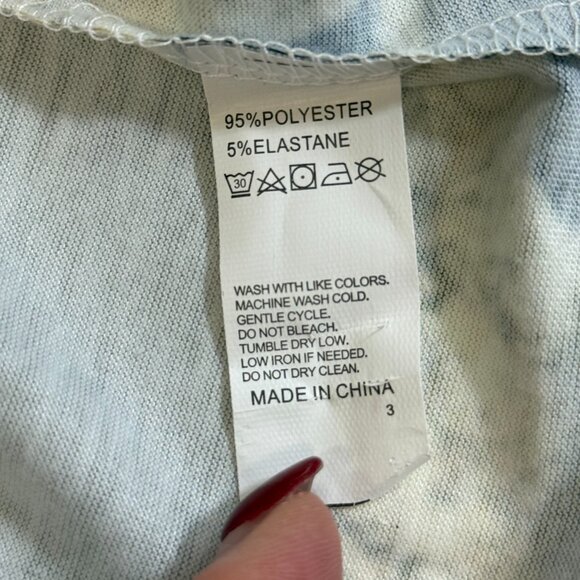 95%POLYESTER
5%ELASTANE
30
WASH WITH LIKE COLORS.
MACHINE WASH COLD.
GENTLE CYCLE.
DO NOT BLEACH.
TUMBLE DRY LOW.
LOW IRON IF NEEDED.
DO NOT DRY CLEAN.
MADE IN CHINA
3